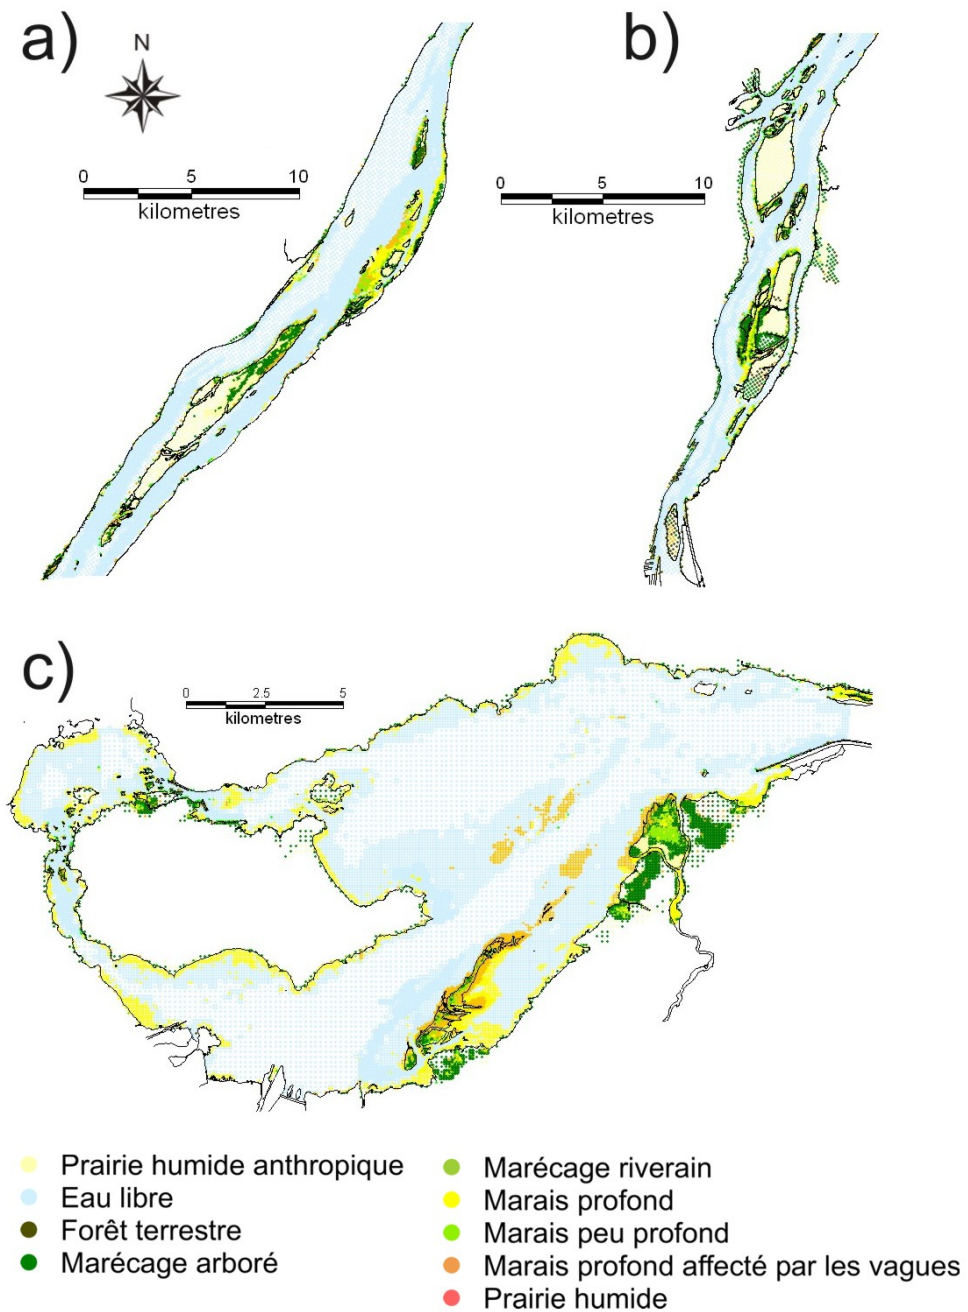 a)
N
0 5 10
kilometres
b)
0 5 10
kilometres
c)
0 2.5 5
kilometres
Prairie humide anthropique
Eau libre
Forêt terrestre
Marécage arboré
Marécage riverain
Marais profond
Marais peu profond
Marais profond affecté par les vagues
Prairie humide